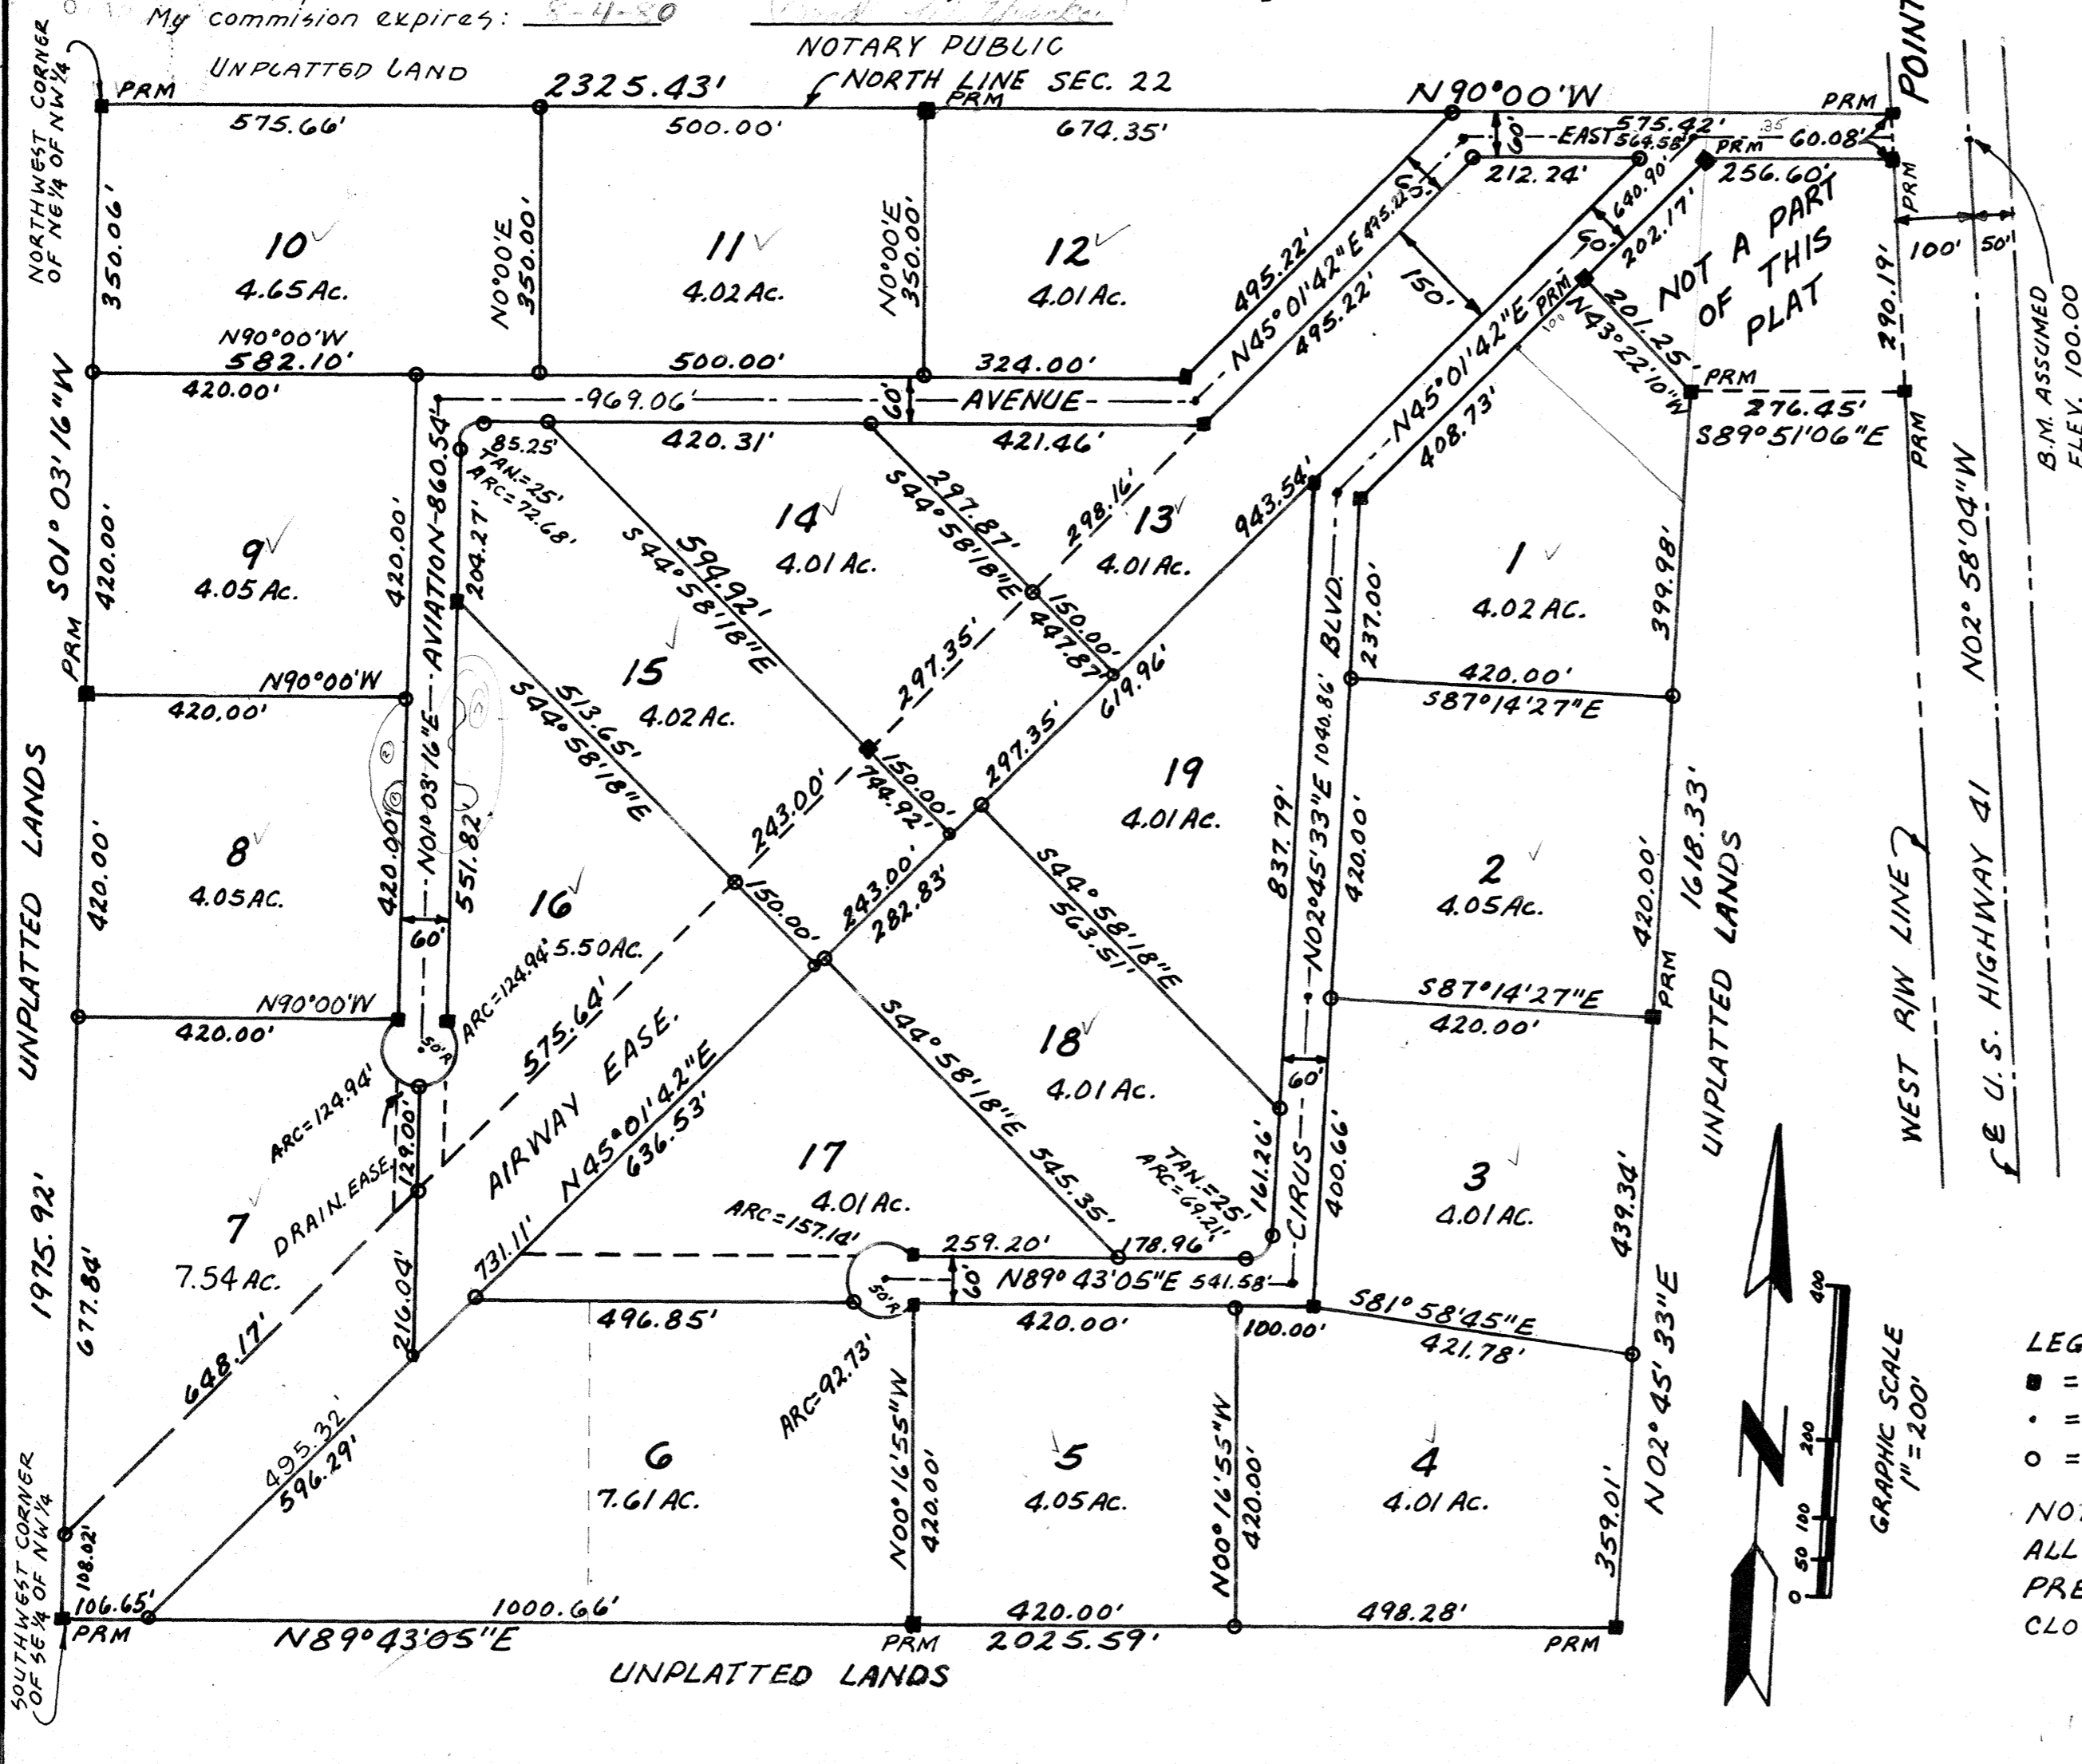 My commision expires: 8-4-80
NOTARY PUBLIC
UNPLATTED LAND
NORTHWEST CORNER
OF NE¼ OF NW¼
PRM
2325.43'
NORTH LINE SEC. 22
PRM
N90°00'W
PRM
POINT
575.66'
500.00'
674.35'
575.42'
60'
EAST 564.58'
.35
60.08'
PRM
212.24'
256.60'
PRM
350.06'
10
4.65 Ac.
N0°00'E
350.00'
11
4.02 Ac.
N0°00'E
350.00'
12
4.01 Ac.
495.22'
N45°01'42"E 495.22'
60'
495.22'
150'
640.90'
60'
202.17'
NOT A PART
OF THIS
PLAT
100'
50'
290.19'
B.M. ASSUMED
ELEV. 100.00
N90°00'W
582.10'
420.00'
500.00'
324.00'
PRM
100
201.25'
N43°22'10"W
PRM
276.45'
S89°51'06"E
PRM
969.06'
60'
AVENUE
85.25'
TAN.=25'
ARC=72.68'
420.31'
421.46'
N45°01'42"E
408.73'
S01°03'16"W
420.00'
PRM
9
4.05 Ac.
420.00'
N01°03'16"E AVIATION 860.54'
204.27'
14
4.01 Ac.
594.92'
S44°58'18"E
297.87'
S44°58'18"E
298.16'
13
4.01 Ac.
943.54'
150.00'
447.87'
1
4.02 AC.
399.98'
237.00'
N02°58'04"W
N90°00'W
420.00'
15
4.02 Ac.
513.65'
S44°58'18"E
297.35'
619.96'
420.00'
S87°14'27"E
UNPLATTED LANDS
420.00'
8
4.05 AC.
420.00'
551.82'
60'
16
5.50 AC.
243.00'
150.00'
744.92'
297.35'
19
4.01 Ac.
837.79'
N02°45'33"E 1040.86' BLVD.
420.00'
2
4.05 AC.
420.00'
1618.33'
UNPLATTED LANDS
WEST R/W LINE
₵ U.S. HIGHWAY 41
150.00'
243.00'
282.83'
S44°58'18"E
563.51'
N90°00'W
420.00'
50'R
ARC=124.94'
ARC=124.94'
575.64'
AIRWAY EASE.
N45°01'42"E
636.53'
S44°58'18"E
545.35'
18
4.01 AC.
S87°14'27"E
420.00'
PRM
60'
CIRUS
400.66'
161.26'
3
4.01 AC.
439.34'
1975.92'
677.84'
7
7.54 AC.
DRAIN. EASE.
129.00'
216.04'
731.11'
17
4.01 AC.
ARC=157.14'
TAN.=25'
ARC=69.21'
259.20'
178.96'
60'
N89°43'05"E 541.58'
50'R
496.85'
ARC=92.73'
420.00'
100.00'
S81°58'45"E
421.78'
648.17'
495.32'
596.29'
6
7.61 AC.
N00°16'55"W
420.00'
5
4.05 AC.
N00°16'55"W
420.00'
4
4.01 AC.
359.01'
N02°45'33"E
400
200
100
50
0
N
GRAPHIC SCALE
1"=200'
LEG
■ =
• =
○ =
NOT
ALL
PRE
CLO
SOUTHWEST CORNER
OF SE¼ OF NW¼
108.02'
106.65'
PRM
1000.66'
N89°43'05"E
PRM
420.00'
2025.59'
498.28'
PRM
UNPLATTED LANDS